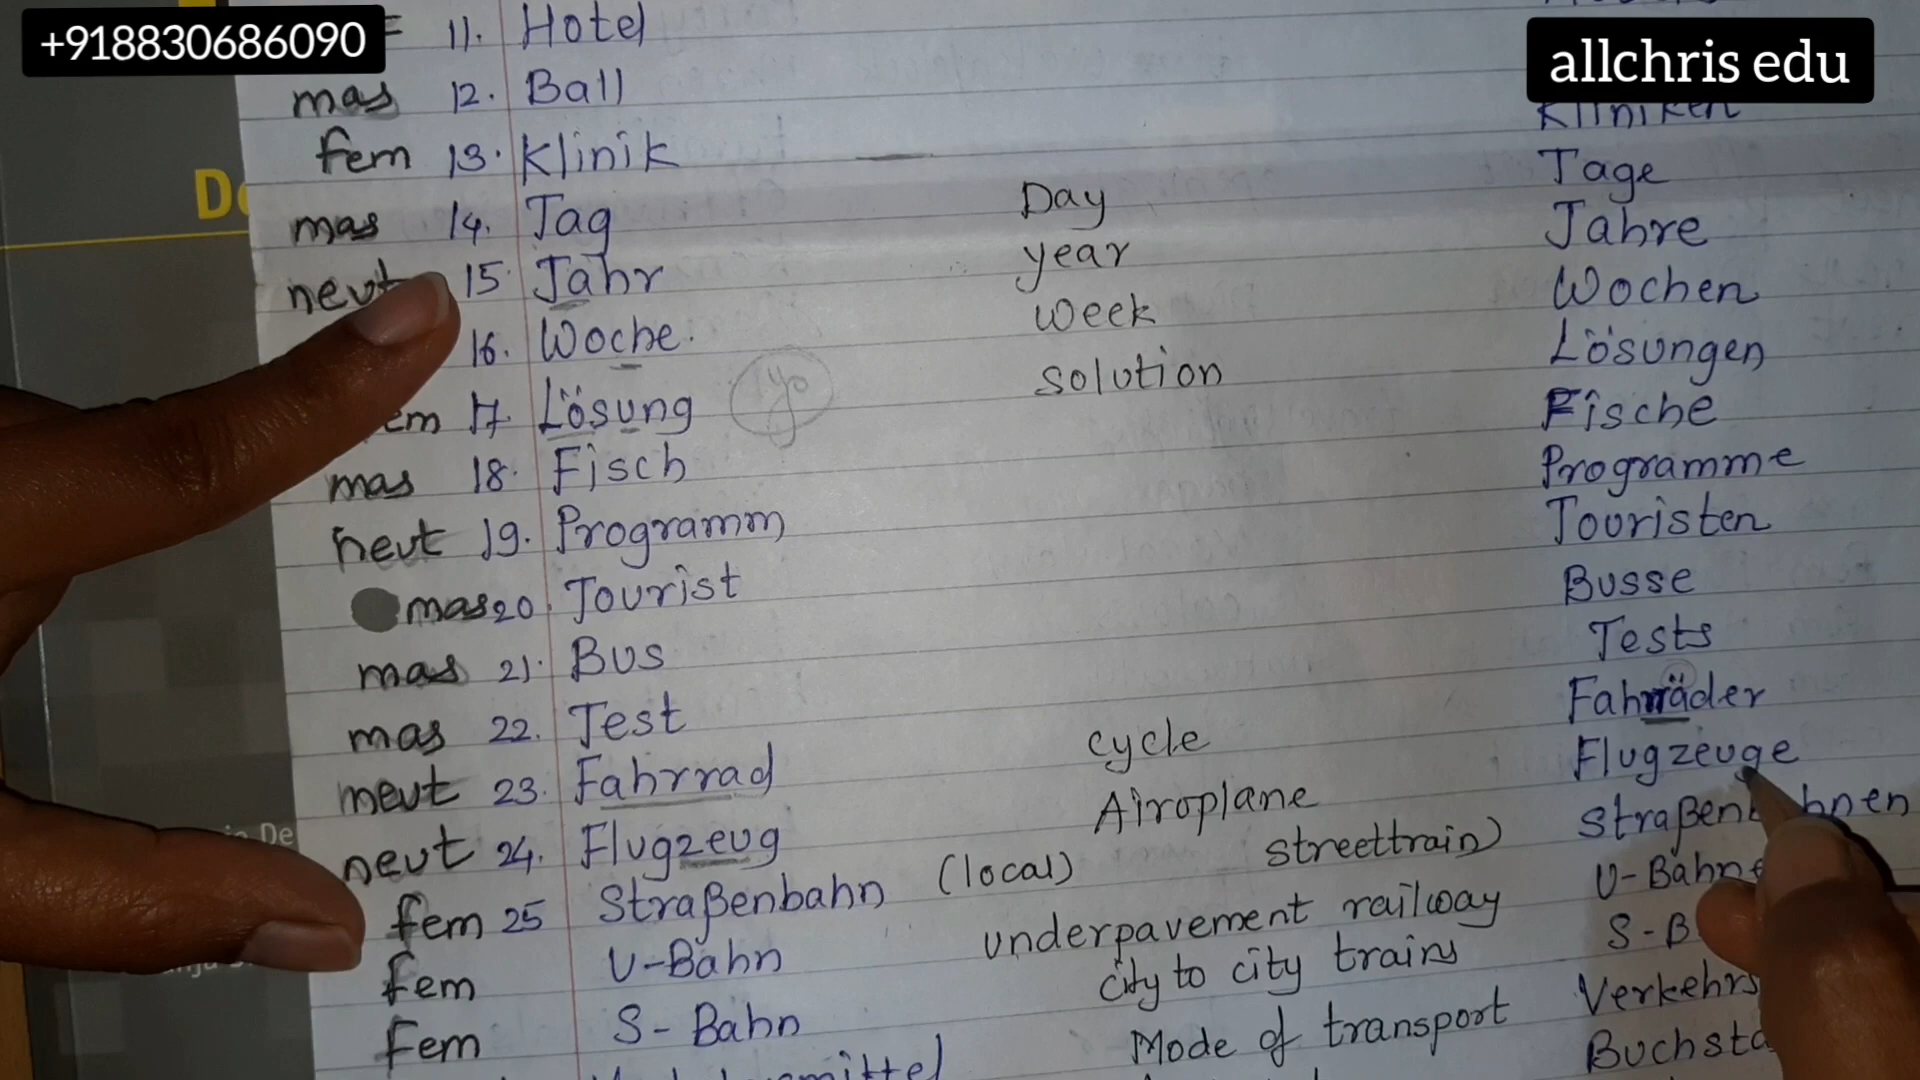 +918830686090
allchris edu
11. Hotel
mas 12. Ball Kliniken
fem 13. Klinik
mas 14. Tag Day Tage
neut 15. Jahr year Jahre
16. Woche. Week Wochen
em 17. Lösung solution Lösungen
mas 18. Fisch Fische
neut 19. Programm Programme
mas 20. Tourist Touristen
mas 21. Bus Busse
mas 22. Test Tests
neut 23. Fahrrad cycle Fahrräder
neut 24. Flugzeug Airoplane Flugzeuge
fem 25 Straßenbahn (local) streettrain)
fem U-Bahn underpavement railway
Fem S-Bahn city to city trains
Mode of transport Verkehrs